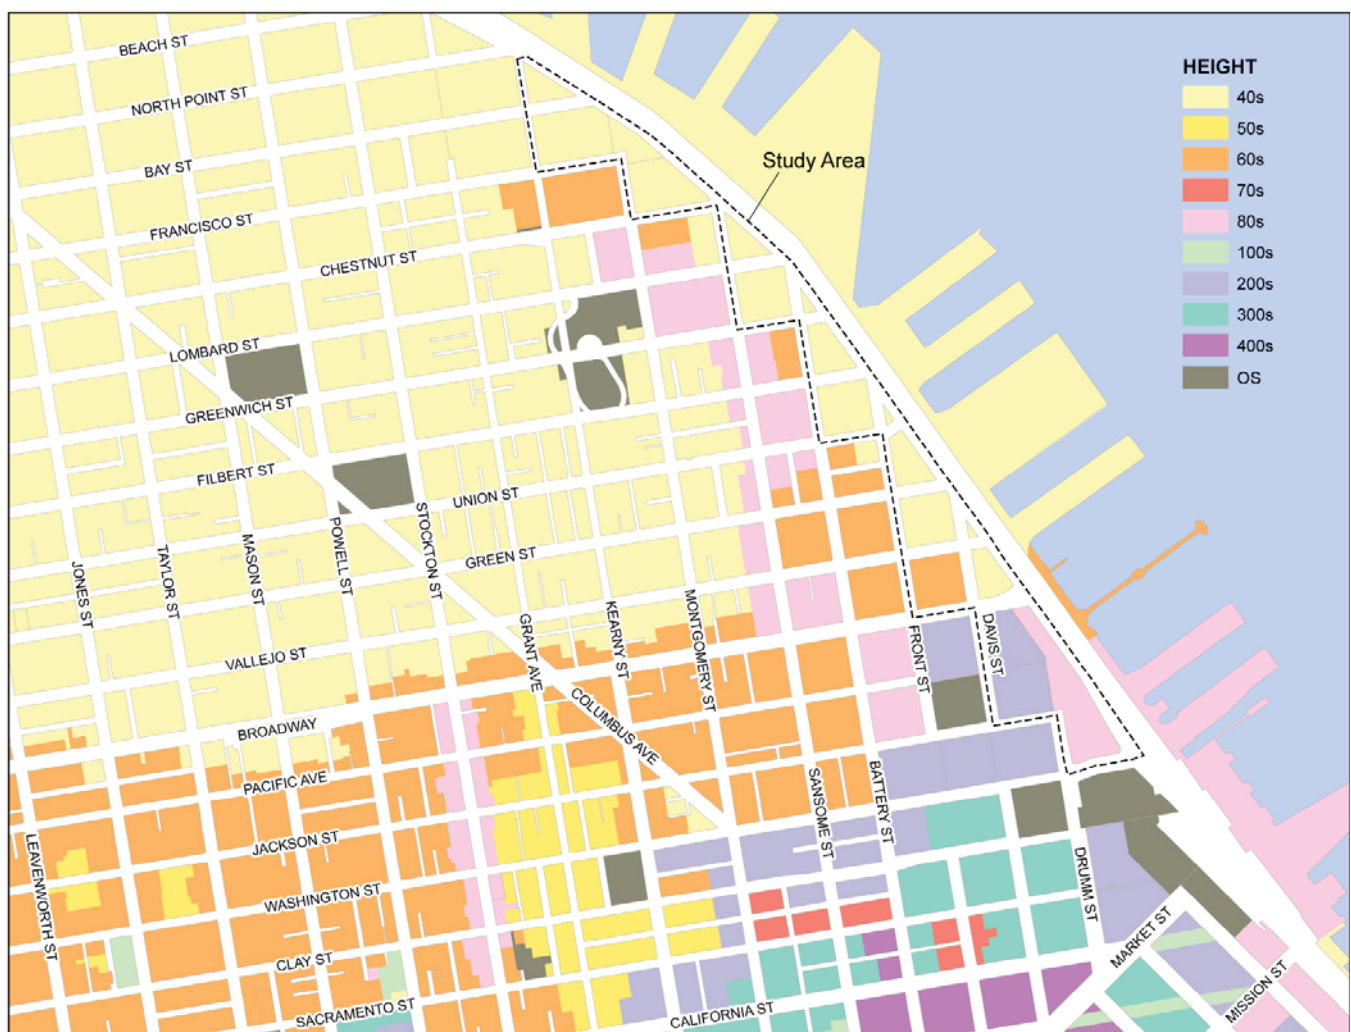 BEACH ST
NORTH POINT ST
BAY ST
FRANCISCO ST
CHESTNUT ST
LOMBARD ST
GREENWICH ST
FILBERT ST
UNION ST
GREEN ST
VALLEJO ST
BROADWAY
PACIFIC AVE
JACKSON ST
WASHINGTON ST
CLAY ST
SACRAMENTO ST
CALIFORNIA ST
LEAVENWORTH ST
JONES ST
TAYLOR ST
MASON ST
POWELL ST
STOCKTON ST
GRANT AVE
KEARNY ST
COLUMBUS AVE
MONTGOMERY ST
SANSOME ST
BATTERY ST
FRONT ST
DAVIS ST
DRUMM ST
MARKET ST
MISSION ST
Study Area
HEIGHT
40s
50s
60s
70s
80s
100s
200s
300s
400s
OS